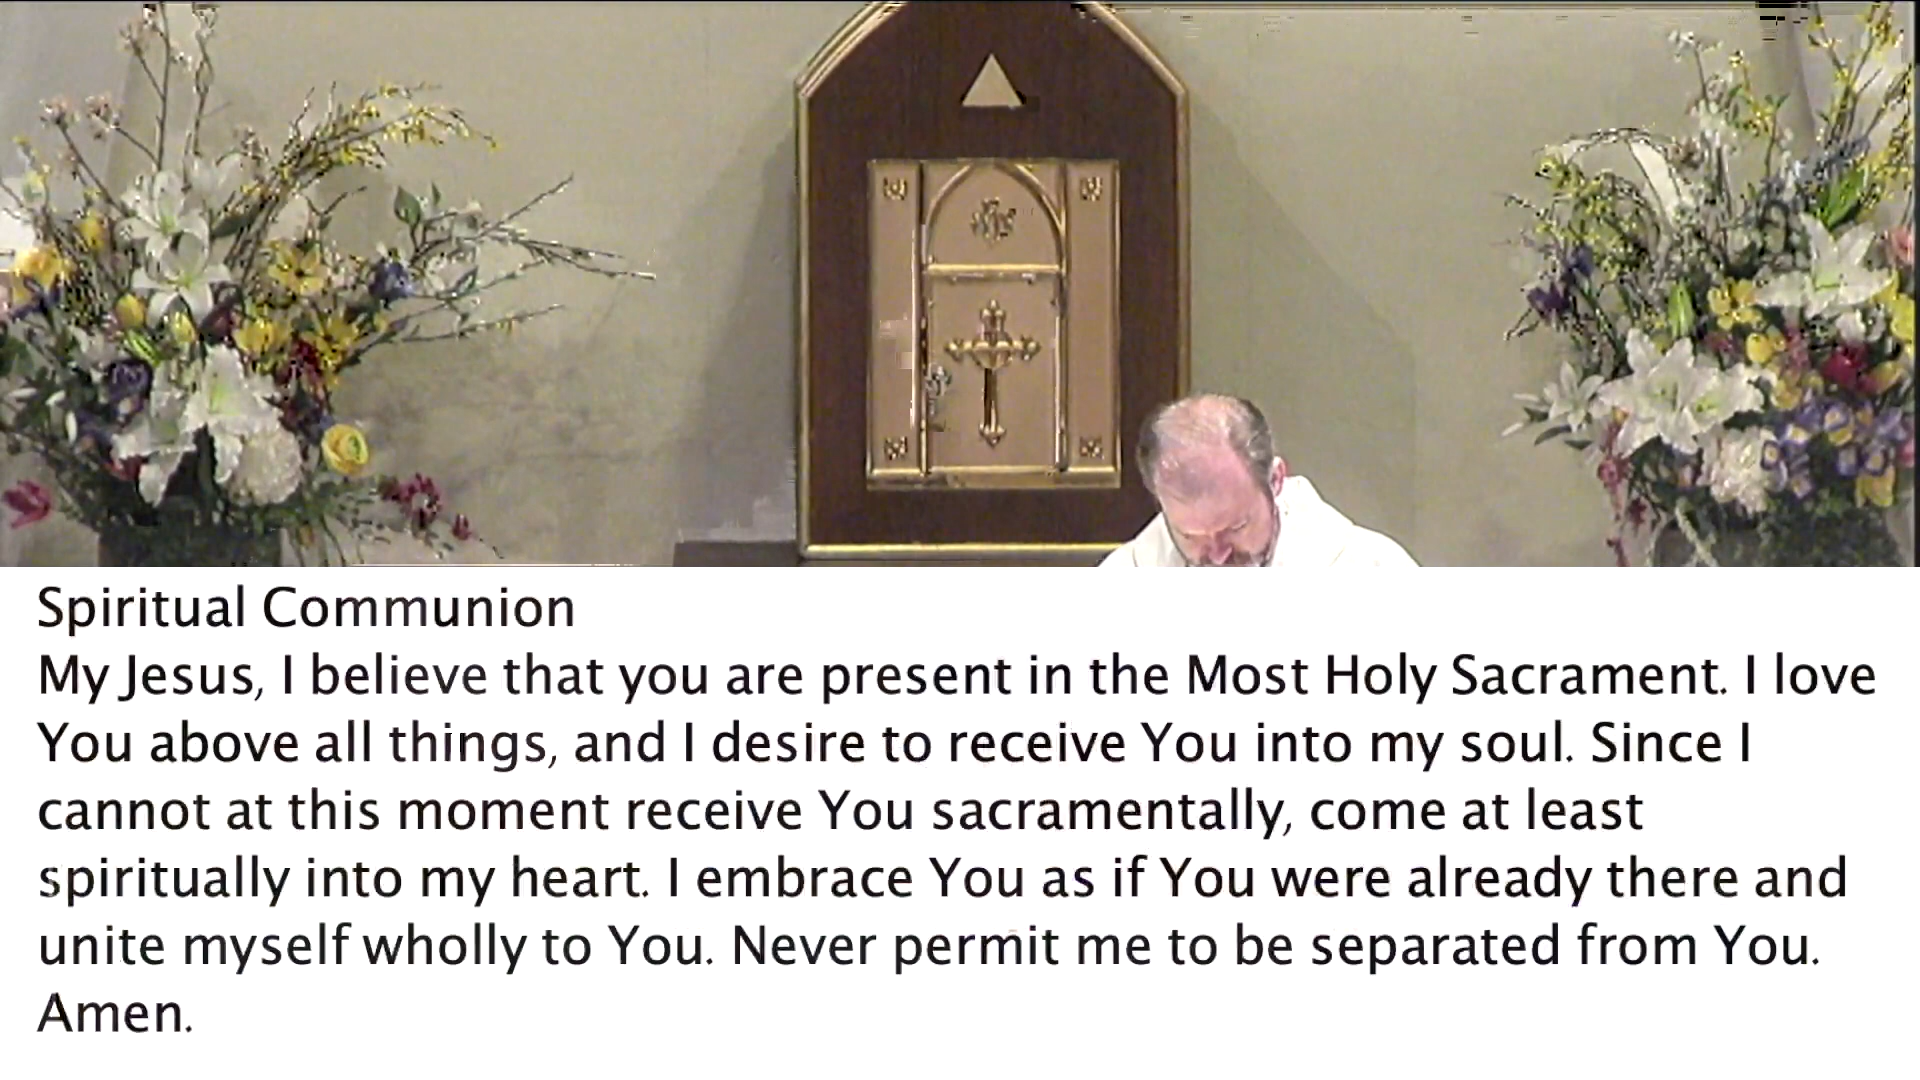 Spiritual Communion
My Jesus, I believe that you are present in the Most Holy Sacrament. I love
You above all things, and I desire to receive You into my soul. Since I
cannot at this moment receive You sacramentally, come at least
spiritually into my heart. I embrace You as if You were already there and
unite myself wholly to You. Never permit me to be separated from You.
Amen.